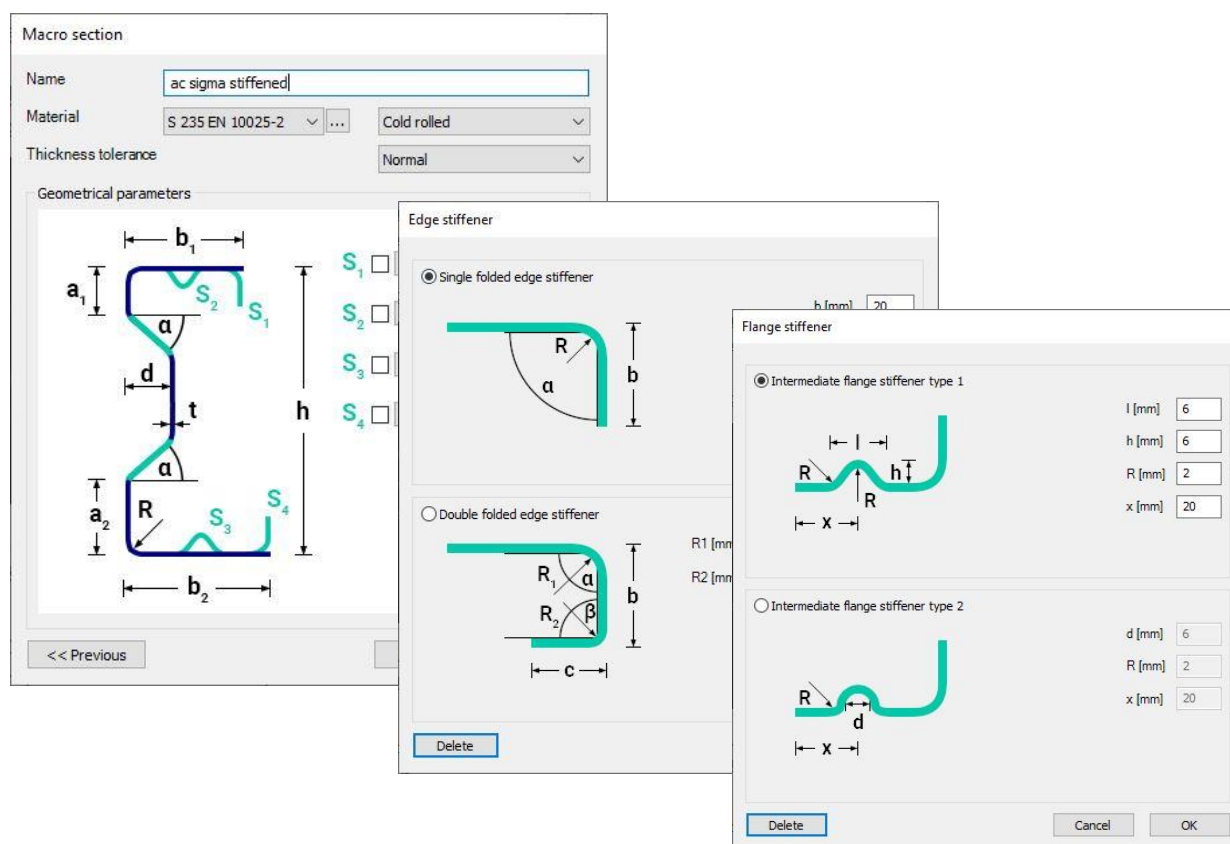 Macro section
Name ac sigma stiffened
Material S 235 EN 10025-2 ... Cold rolled
Thickness tolerance Normal
Geometrical parameters
b1
a1
S2
S1
α
d
t
h
α
a2
R
S3
S4
b2
S1
S2
S3
S4
<< Previous
Edge stiffener
Single folded edge stiffener
b [mm] 20
R
α
b
Double folded edge stiffener
R1 [mm
R2 [mm
R1
α
R2
β
b
c
Delete
Flange stiffener
Intermediate flange stiffener type 1
l [mm] 6
h [mm] 6
R [mm] 2
x [mm] 20
l
R
h
R
x
Intermediate flange stiffener type 2
d [mm] 6
R [mm] 2
x [mm] 20
R
d
x
Delete Cancel OK